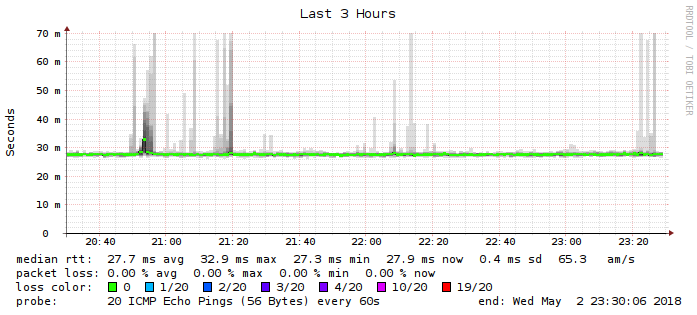 Last 3 Hours
RRDTOOL / TOBI OETIKER
Seconds
70 m
60 m
50 m
40 m
30 m
20 m
10 m
0
20:40 21:00 21:20 21:40 22:00 22:20 22:40 23:00 23:20
median rtt: 27.7 ms avg 32.9 ms max 27.3 ms min 27.9 ms now 0.4 ms sd 65.3 am/s
packet loss: 0.00 % avg 0.00 % max 0.00 % min 0.00 % now
loss color: 0 1/20 2/20 3/20 4/20 10/20 19/20
probe: 20 ICMP Echo Pings (56 Bytes) every 60s end: Wed May 2 23:30:06 2018